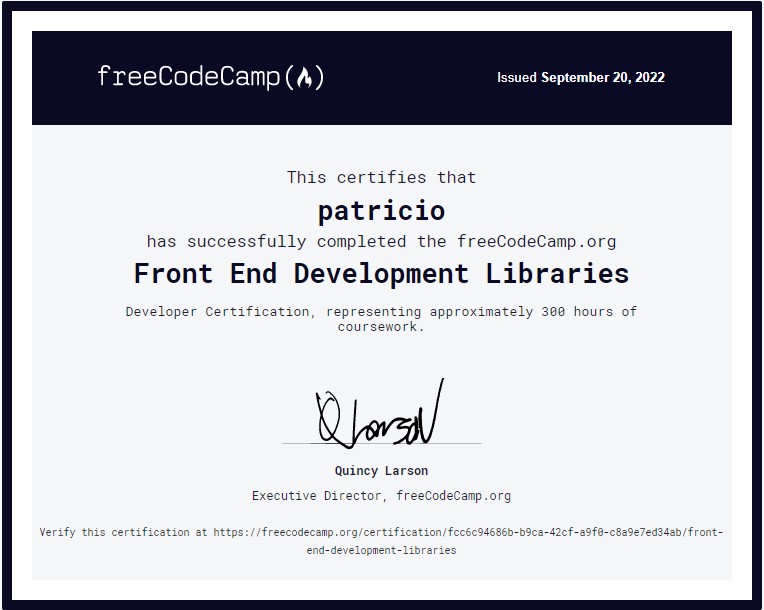 freeCodeCamp(🔥)
Issued September 20, 2022
This certifies that
patricio
has successfully completed the freeCodeCamp.org
Front End Development Libraries
Developer Certification, representing approximately 300 hours of
coursework.
Q Larson
Quincy Larson
Executive Director, freeCodeCamp.org
Verify this certification at https://freecodecamp.org/certification/fcc6c94686b-b9ca-42cf-a9f0-c8a9e7ed34ab/front-
end-development-libraries